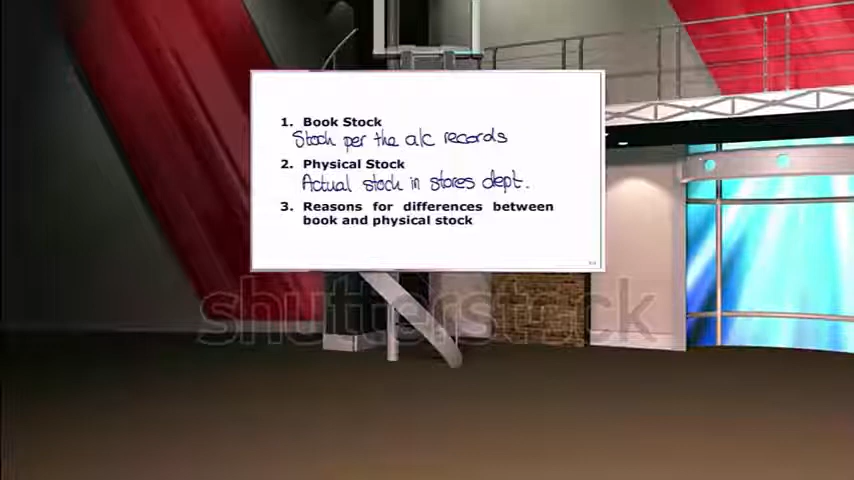 1. Book Stock
Stock per the a/c records
2. Physical Stock
Actual stock in stores dept.
3. Reasons for differences between
book and physical stock
shutterstock